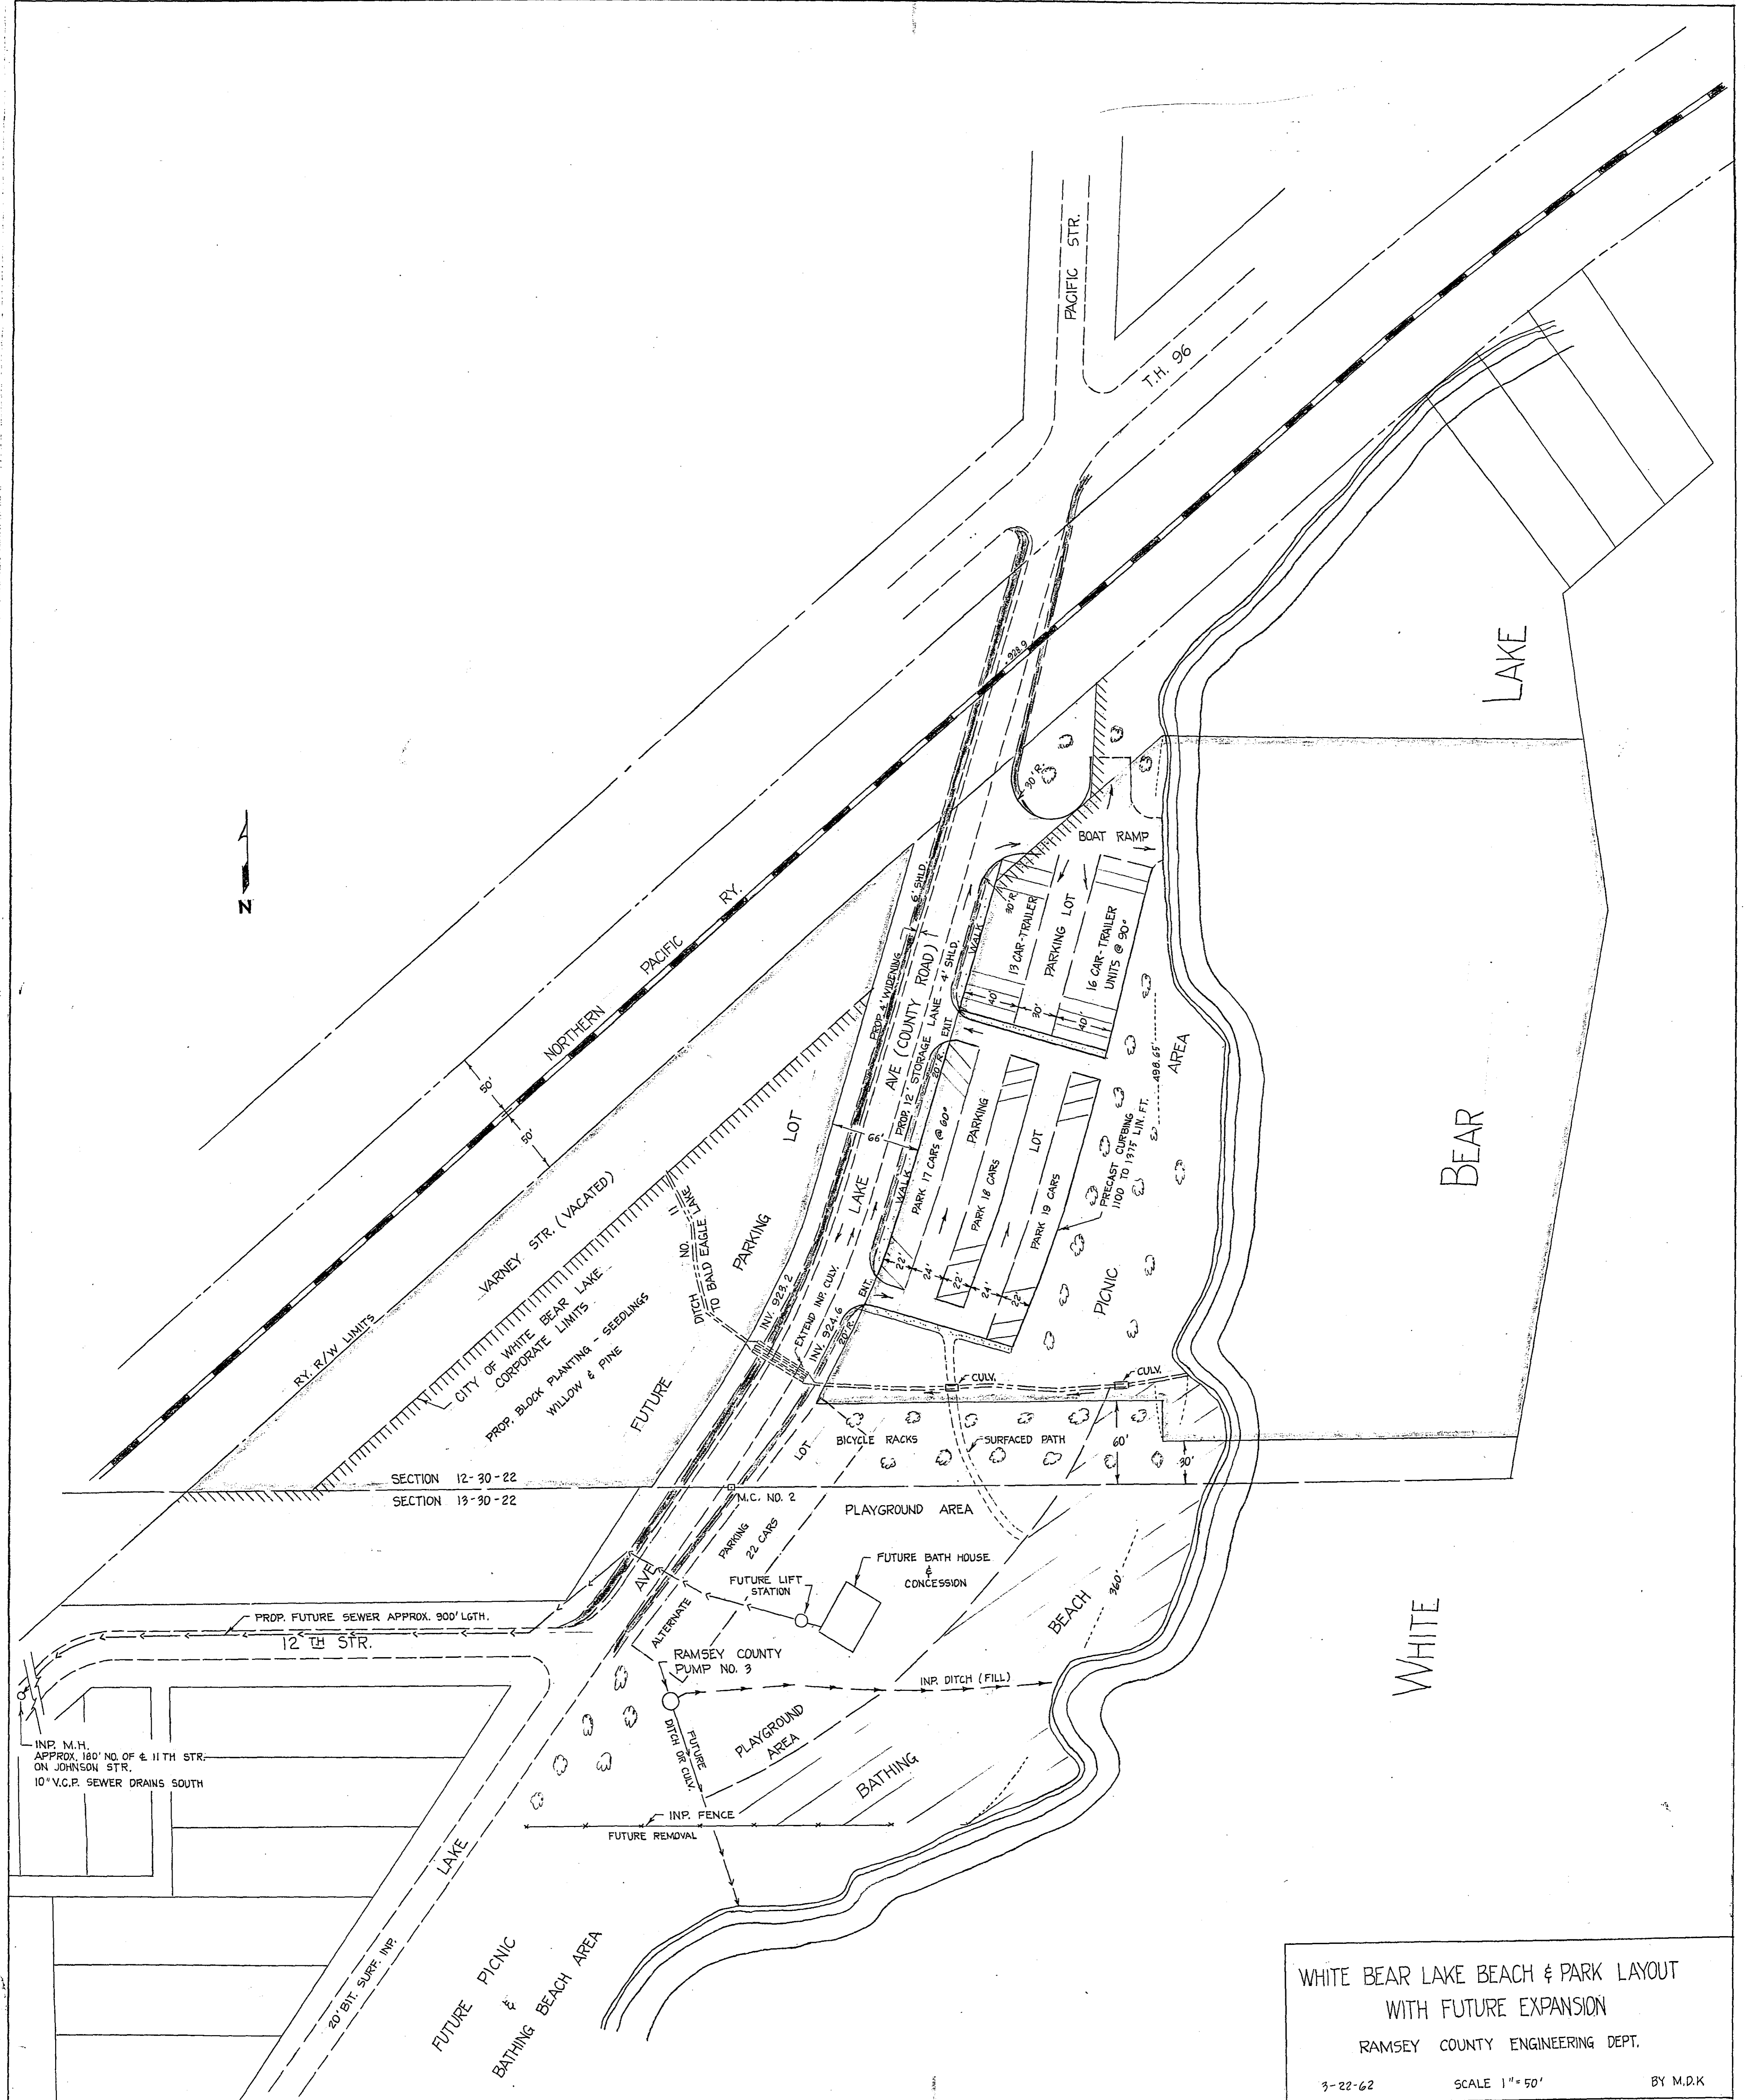 PACIFIC STR.
T.H. 96
928.9
LAKE
BEAR
WHITE
N
NORTHERN
PACIFIC
RY.
50'
50'
30' R.
BOAT RAMP
6' SHLD.
PROP. 4' WIDENING
AVE (COUNTY ROAD)
PROP. 12' STORAGE LANE - 4' SHLD.
WALK
30' R.
13 CAR-TRAILER
PARKING LOT
16 CAR-TRAILER
UNITS @ 90°
40'
30'
40'
EXIT
20' R.
498.65'
AREA
PICNIC
LOT
PARKING
FUTURE
66'
LAKE
WALK
PARK 17 CARS @ 60°
PARKING
PARK 18 CARS
LOT
PARK 19 CARS
PRECAST CURBING
1100 TO 1375 LIN. FT.
22'
24'
22'
24'
22'
VARNEY STR. (VACATED)
RY. R/W LIMITS
CITY OF WHITE BEAR LAKE
CORPORATE LIMITS
PROP. BLOCK PLANTING - SEEDLINGS
WILLOW & PINE
DITCH NO.
TO BALD EAGLE LAKE
INV. 923.2
EXTEND INP. CULV.
INV. 924.6
20' R.
ENT.
CULV.
CULV.
BICYCLE RACKS
SURFACED PATH
60'
30'
SECTION 12-30-22
SECTION 13-30-22
M.C. NO. 2
LOT
PARKING
22 CARS
PLAYGROUND AREA
FUTURE BATH HOUSE
&
CONCESSION
FUTURE LIFT
STATION
AVE
ALTERNATE
BEACH
360'
PROP. FUTURE SEWER APPROX. 900' LGTH.
12 TH STR.
RAMSEY COUNTY
PUMP NO. 3
INP. DITCH (FILL)
FUTURE
DITCH OR CULV.
PLAYGROUND
AREA
BATHING
INP. M.H.
APPROX. 180' NO. OF ℄ 11 TH STR.
ON JOHNSON STR.
10" V.C.P. SEWER DRAINS SOUTH
INP. FENCE
FUTURE REMOVAL
LAKE
20' BIT. SURF. INP.
FUTURE PICNIC
&
BATHING BEACH AREA
WHITE BEAR LAKE BEACH & PARK LAYOUT
WITH FUTURE EXPANSION
RAMSEY COUNTY ENGINEERING DEPT.
3-22-62 SCALE 1" = 50' BY M.D.K